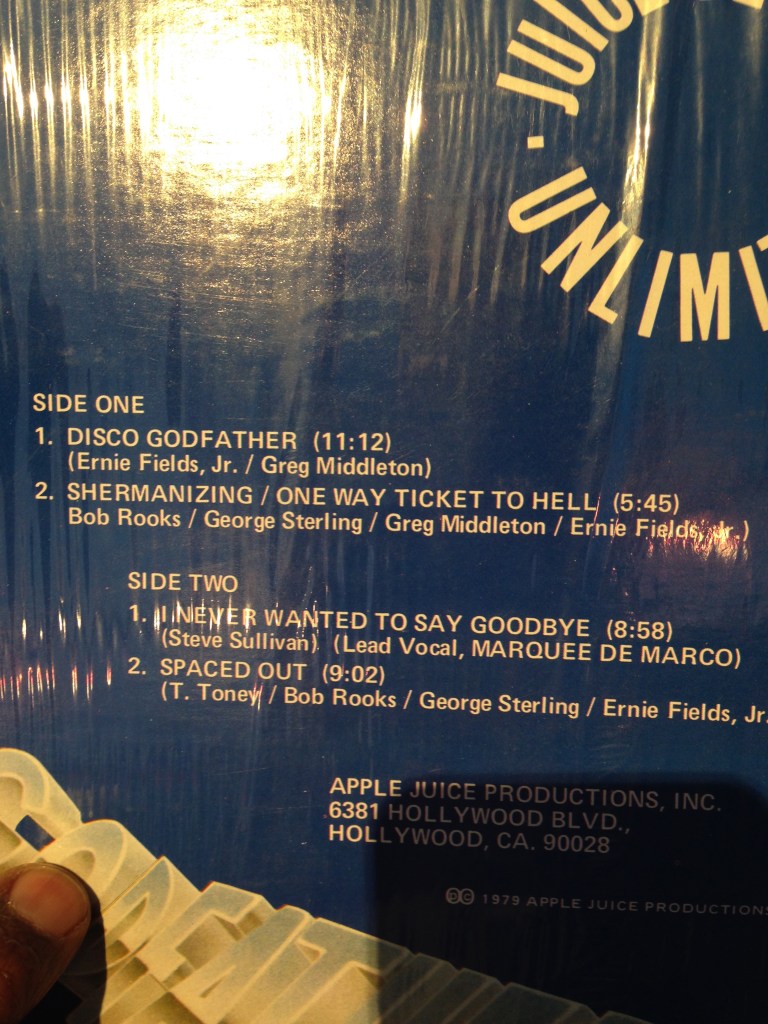 JUICE
· UNLIMI
SIDE ONE
1. DISCO GODFATHER (11:12)
(Ernie Fields, Jr. / Greg Middleton)
2. SHERMANIZING / ONE WAY TICKET TO HELL (5:45)
Bob Rooks / George Sterling / Greg Middleton / Ernie Fields, Jr.)
SIDE TWO
1. I NEVER WANTED TO SAY GOODBYE (8:58)
(Steve Sullivan) (Lead Vocal, MARQUEE DE MARCO)
2. SPACED OUT (9:02)
(T. Toney / Bob Rooks / George Sterling / Ernie Fields, Jr.
APPLE JUICE PRODUCTIONS, INC.
6381 HOLLYWOOD BLVD.,
HOLLYWOOD, CA. 90028
℗© 1979 APPLE JUICE PRODUCTIONS